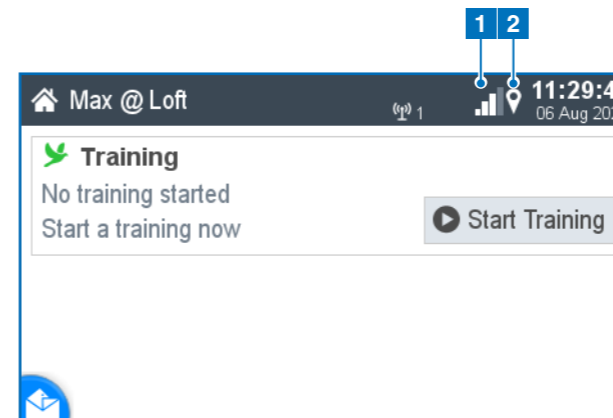 1 2
Max @ Loft
1
11:29:4
06 Aug 20
Training
No training started
Start a training now
Start Training